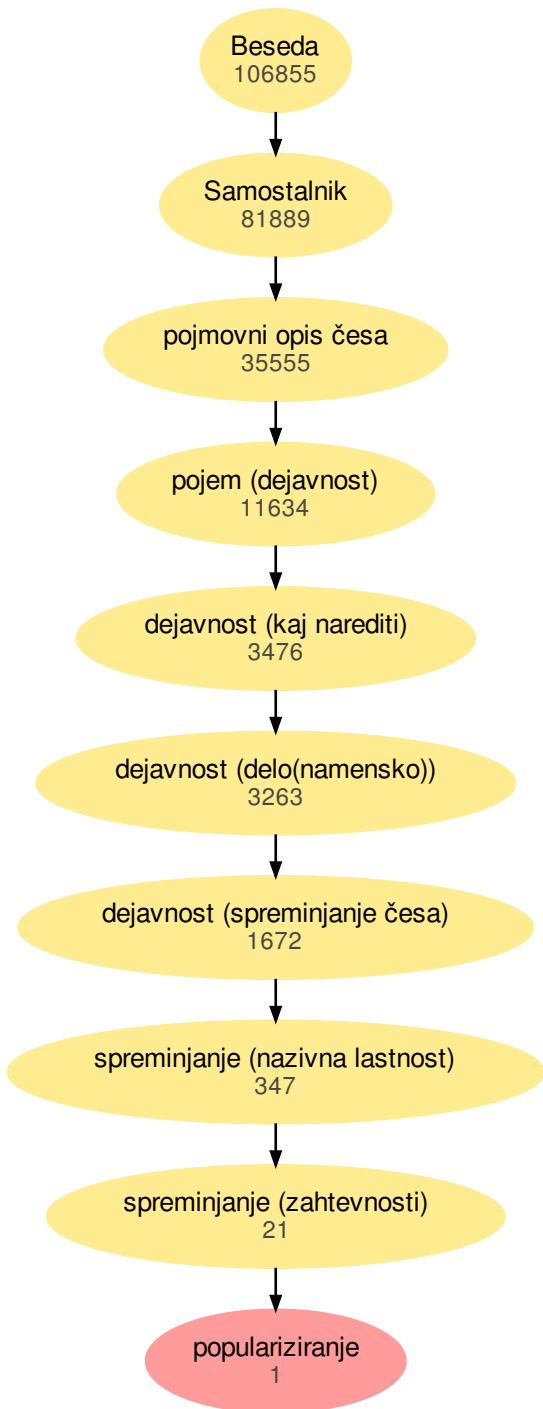 Beseda
106855
Samostalnik
81889
pojmovni opis česa
35555
pojem (dejavnost)
11634
dejavnost (kaj narediti)
3476
dejavnost (delo(namensko))
3263
dejavnost (spreminjanje česa)
1672
spreminjanje (nazivna lastnost)
347
spreminjanje (zahtevnosti)
21
populariziranje
1